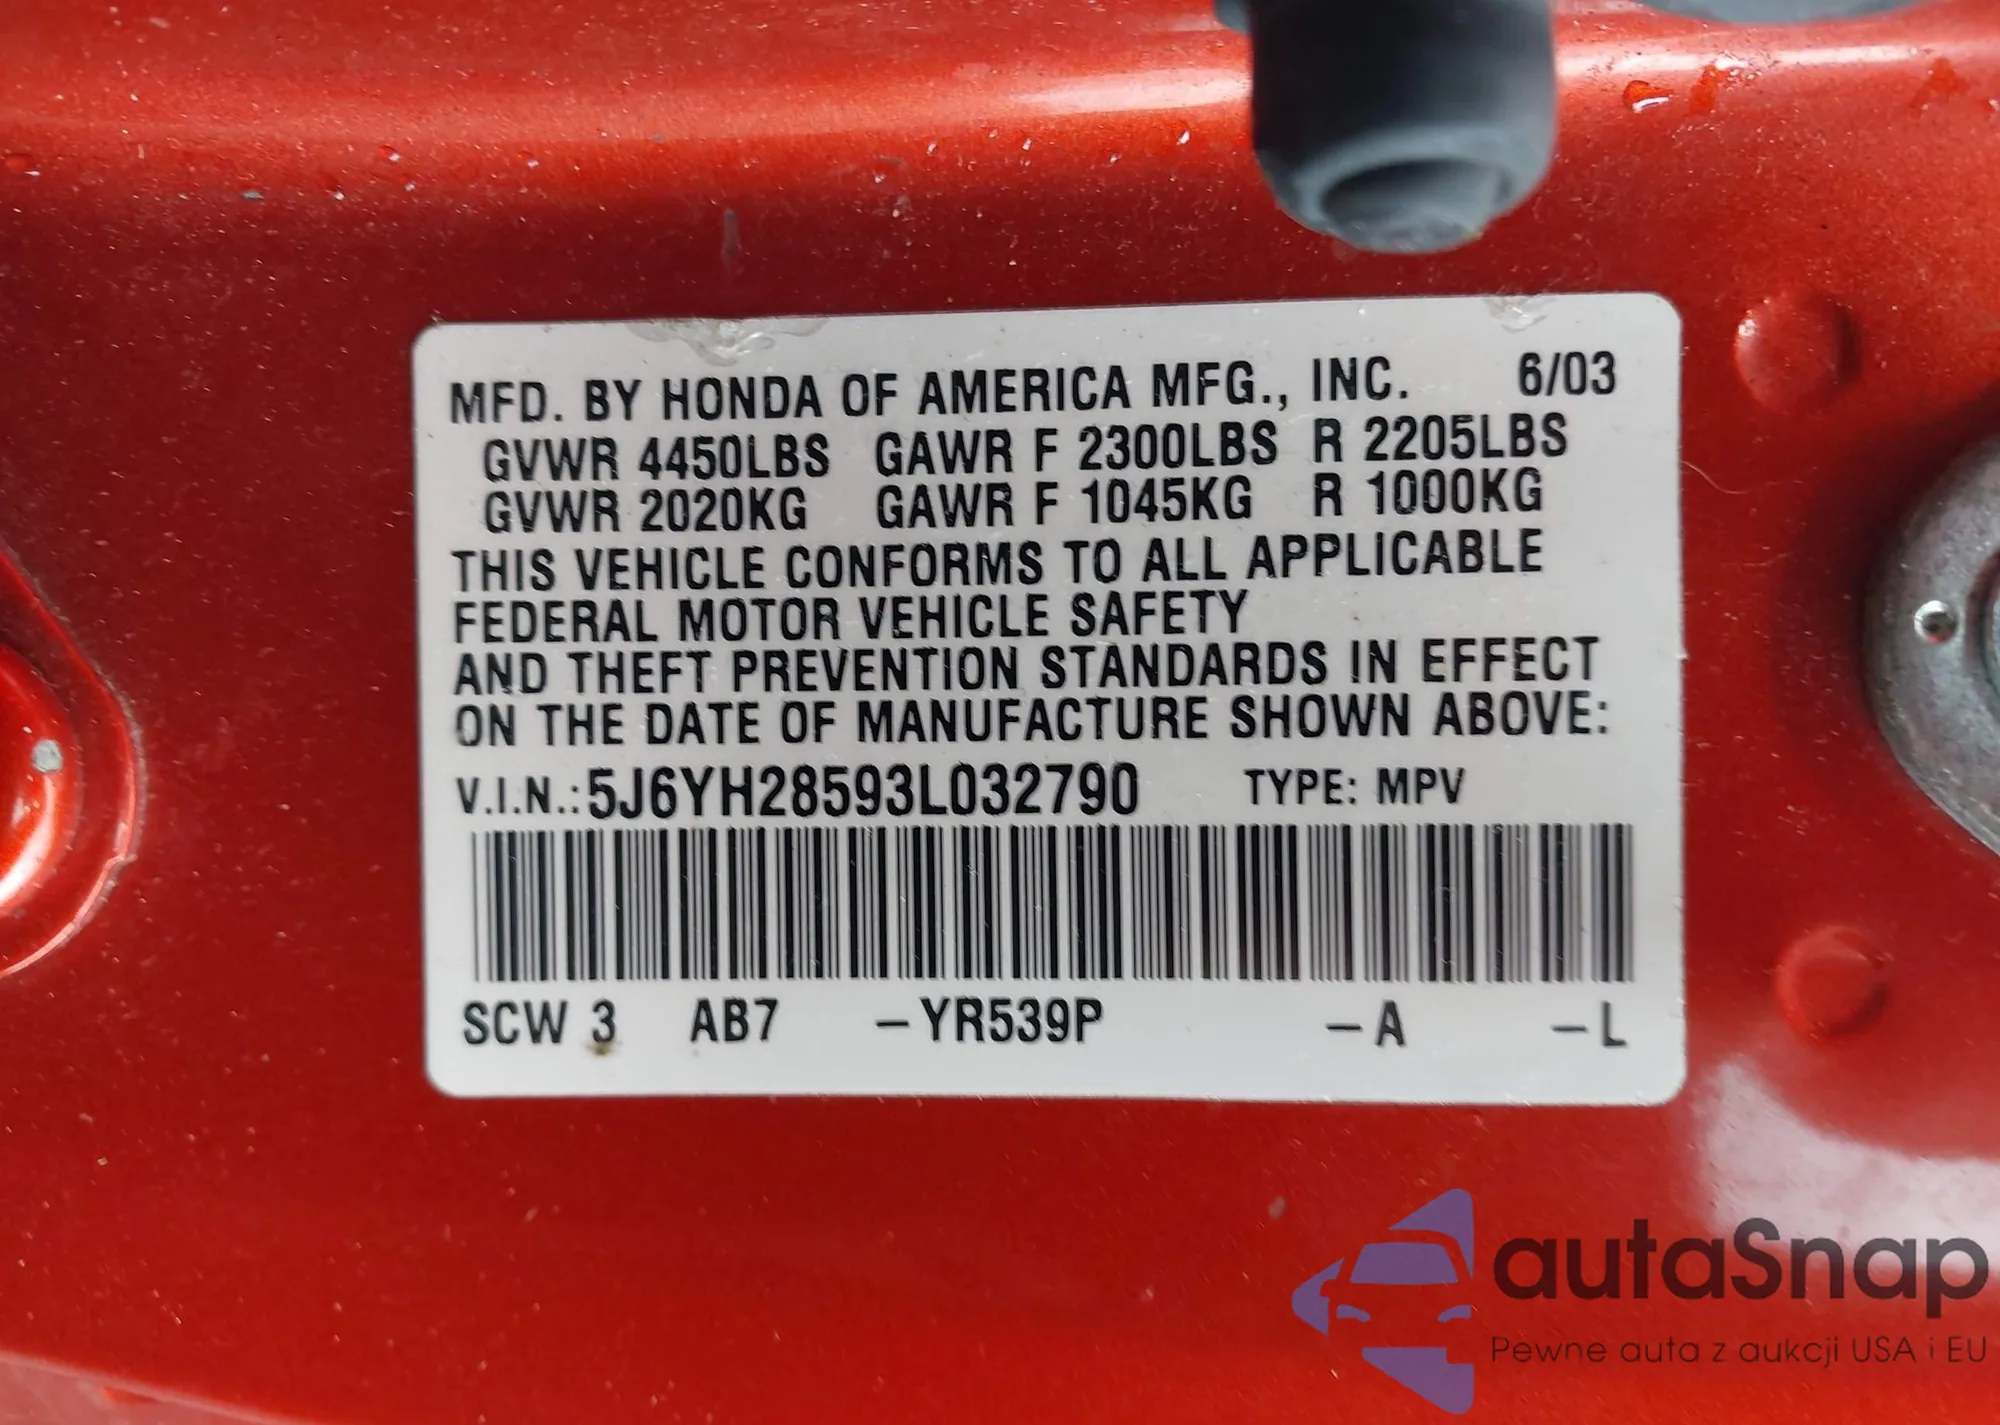 MFD. BY HONDA OF AMERICA MFG., INC. 6/03
GVWR 4450LBS GAWR F 2300LBS R 2205LBS
GVWR 2020KG GAWR F 1045KG R 1000KG
THIS VEHICLE CONFORMS TO ALL APPLICABLE
FEDERAL MOTOR VEHICLE SAFETY
AND THEFT PREVENTION STANDARDS IN EFFECT
ON THE DATE OF MANUFACTURE SHOWN ABOVE:
V.I.N.:5J6YH28593L032790 TYPE: MPV
SCW 3 AB7 –YR539P –A –L
autaSnap
Pewne auta z aukcji USA i EU